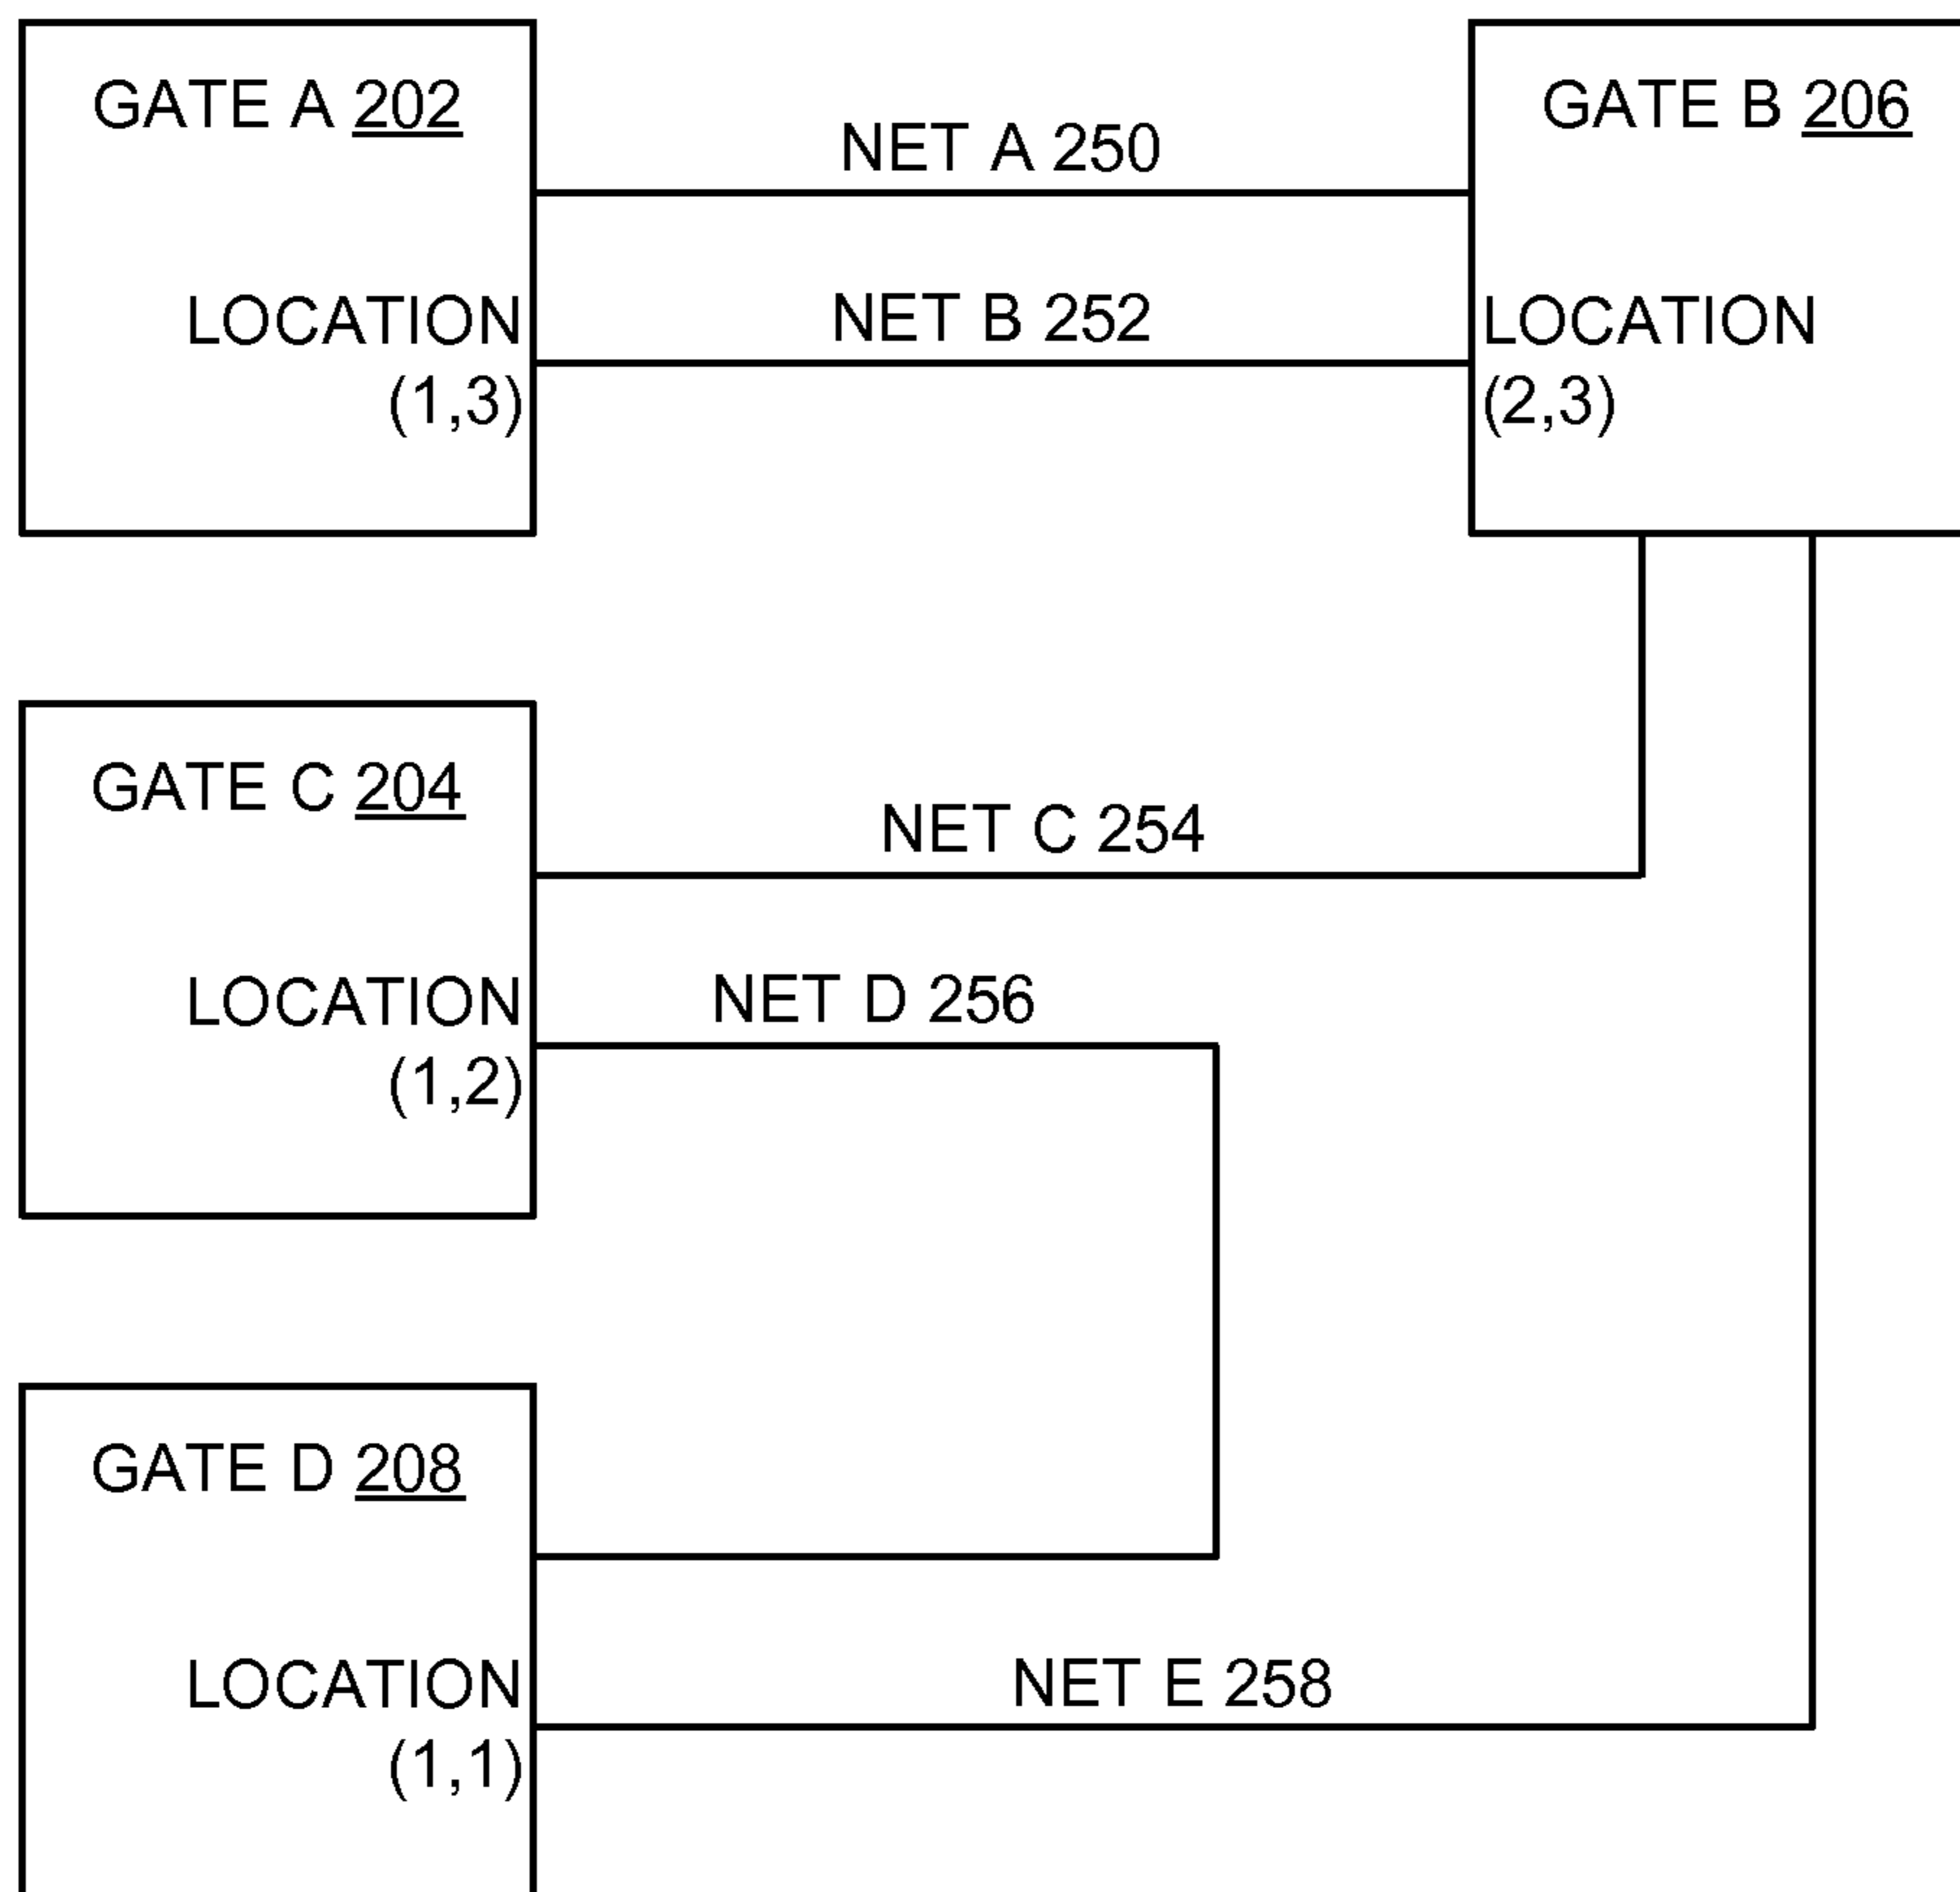 GATE A 202
NET A 250
GATE B 206
LOCATION
(1,3)
NET B 252
LOCATION
(2,3)
GATE C 204
NET C 254
LOCATION
(1,2)
NET D 256
GATE D 208
LOCATION
(1,1)
NET E 258